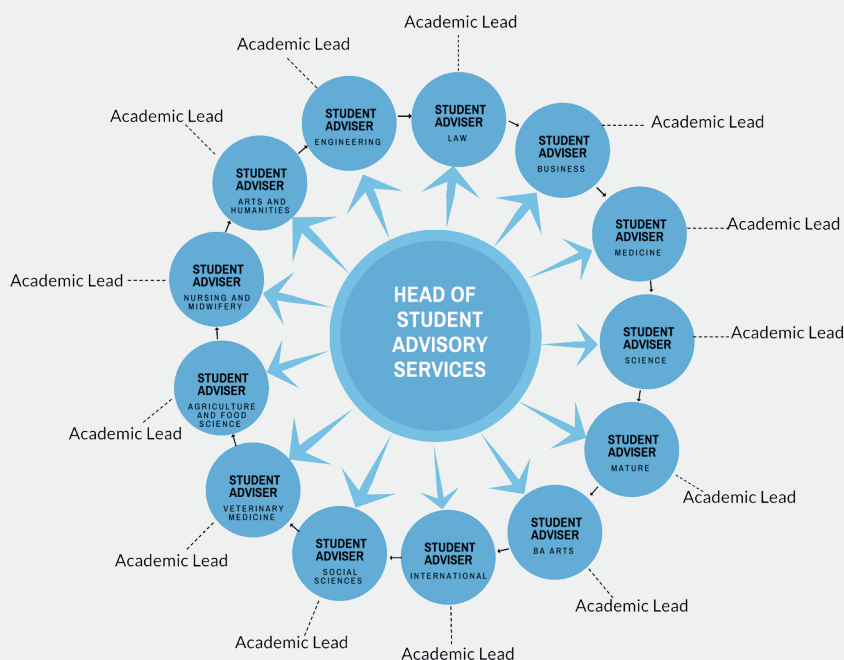 Academic Lead
STUDENT
ADVISER
LAW
Academic Lead
STUDENT
ADVISER
BUSINESS
Academic Lead
STUDENT
ADVISER
MEDICINE
Academic Lead
STUDENT
ADVISER
SCIENCE
Academic Lead
STUDENT
ADVISER
MATURE
Academic Lead
STUDENT
ADVISER
BA ARTS
Academic Lead
STUDENT
ADVISER
INTERNATIONAL
Academic Lead
STUDENT
ADVISER
SOCIAL
SCIENCES
Academic Lead
STUDENT
ADVISER
VETERINARY
MEDICINE
Academic Lead
STUDENT
ADVISER
AGRICULTURE
AND FOOD
SCIENCE
Academic Lead
STUDENT
ADVISER
NURSING AND
MIDWIFERY
Academic Lead
STUDENT
ADVISER
ARTS AND
HUMANITIES
Academic Lead
STUDENT
ADVISER
ENGINEERING
HEAD OF
STUDENT
ADVISORY
SERVICES